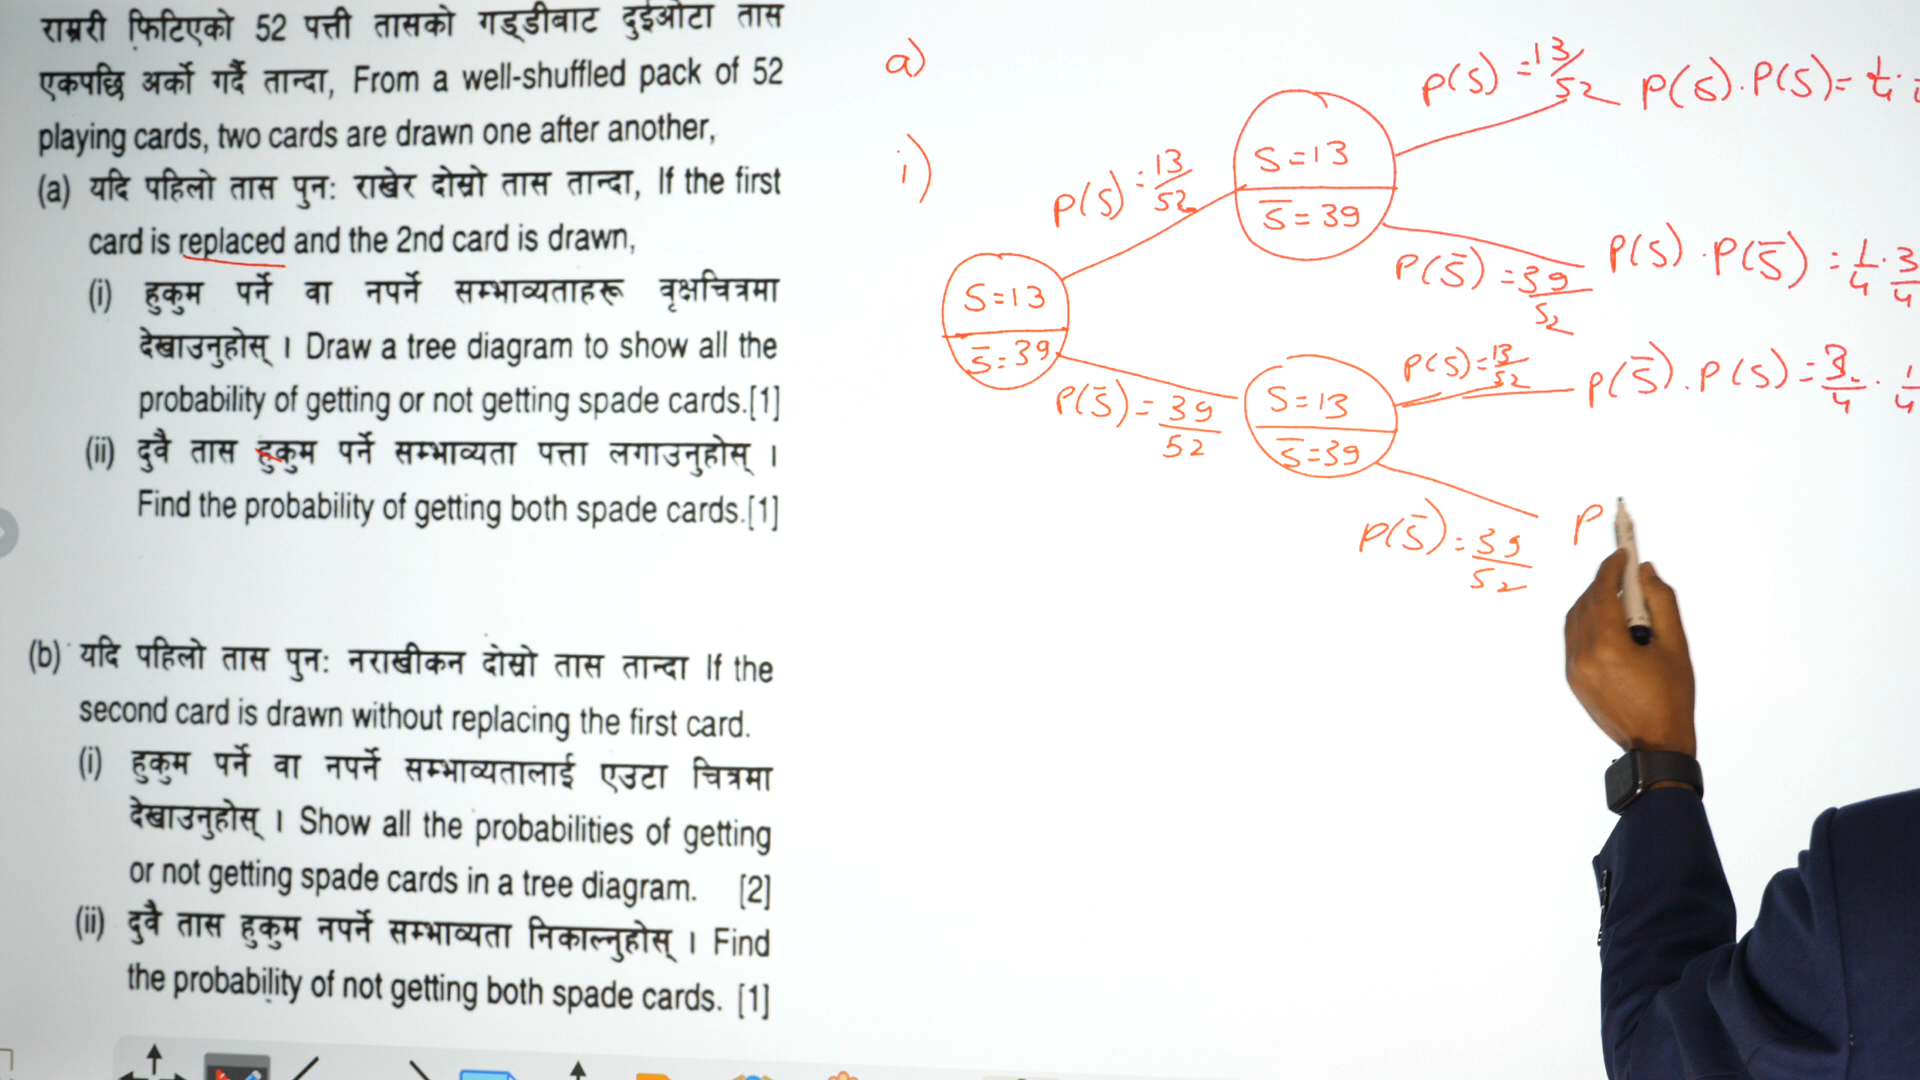 राम्ररी फिटिएको 52 पत्ती तासको गड्डीबाट दुईओटा तास
एकपछि अर्को गर्दै तान्दा, From a well-shuffled pack of 52
playing cards, two cards are drawn one after another,
(a) यदि पहिलो तास पुनः राखेर दोस्रो तास तान्दा, If the first
card is replaced and the 2nd card is drawn,
(i) हुकुम पर्ने वा नपर्ने सम्भाव्यताहरू वृक्षचित्रमा
देखाउनुहोस् । Draw a tree diagram to show all the
probability of getting or not getting spade cards.[1]
(ii) दुवै तास हुकुम पर्ने सम्भाव्यता पत्ता लगाउनुहोस् ।
Find the probability of getting both spade cards.[1]
(b) यदि पहिलो तास पुनः नराखीकन दोस्रो तास तान्दा If the
second card is drawn without replacing the first card.
(i) हुकुम पर्ने वा नपर्ने सम्भाव्यतालाई एउटा चित्रमा
देखाउनुहोस् । Show all the probabilities of getting
or not getting spade cards in a tree diagram. [2]
(ii) दुवै तास हुकुम नपर्ने सम्भाव्यता निकाल्नुहोस् । Find
the probability of not getting both spade cards. [1]
a)
i)
S=13
S̄=39
P(S)=13/52
S=13
S̄=39
P(S)=13/52
P(S).P(S)=
P(S̄)=39/52
P(S).P(S̄)=1/4.3/4
P(S̄)=39/52
S=13
S̄=39
P(S)=13/52
P(S̄).P(S)=3/4.1/4
P(S̄)=39/52
P